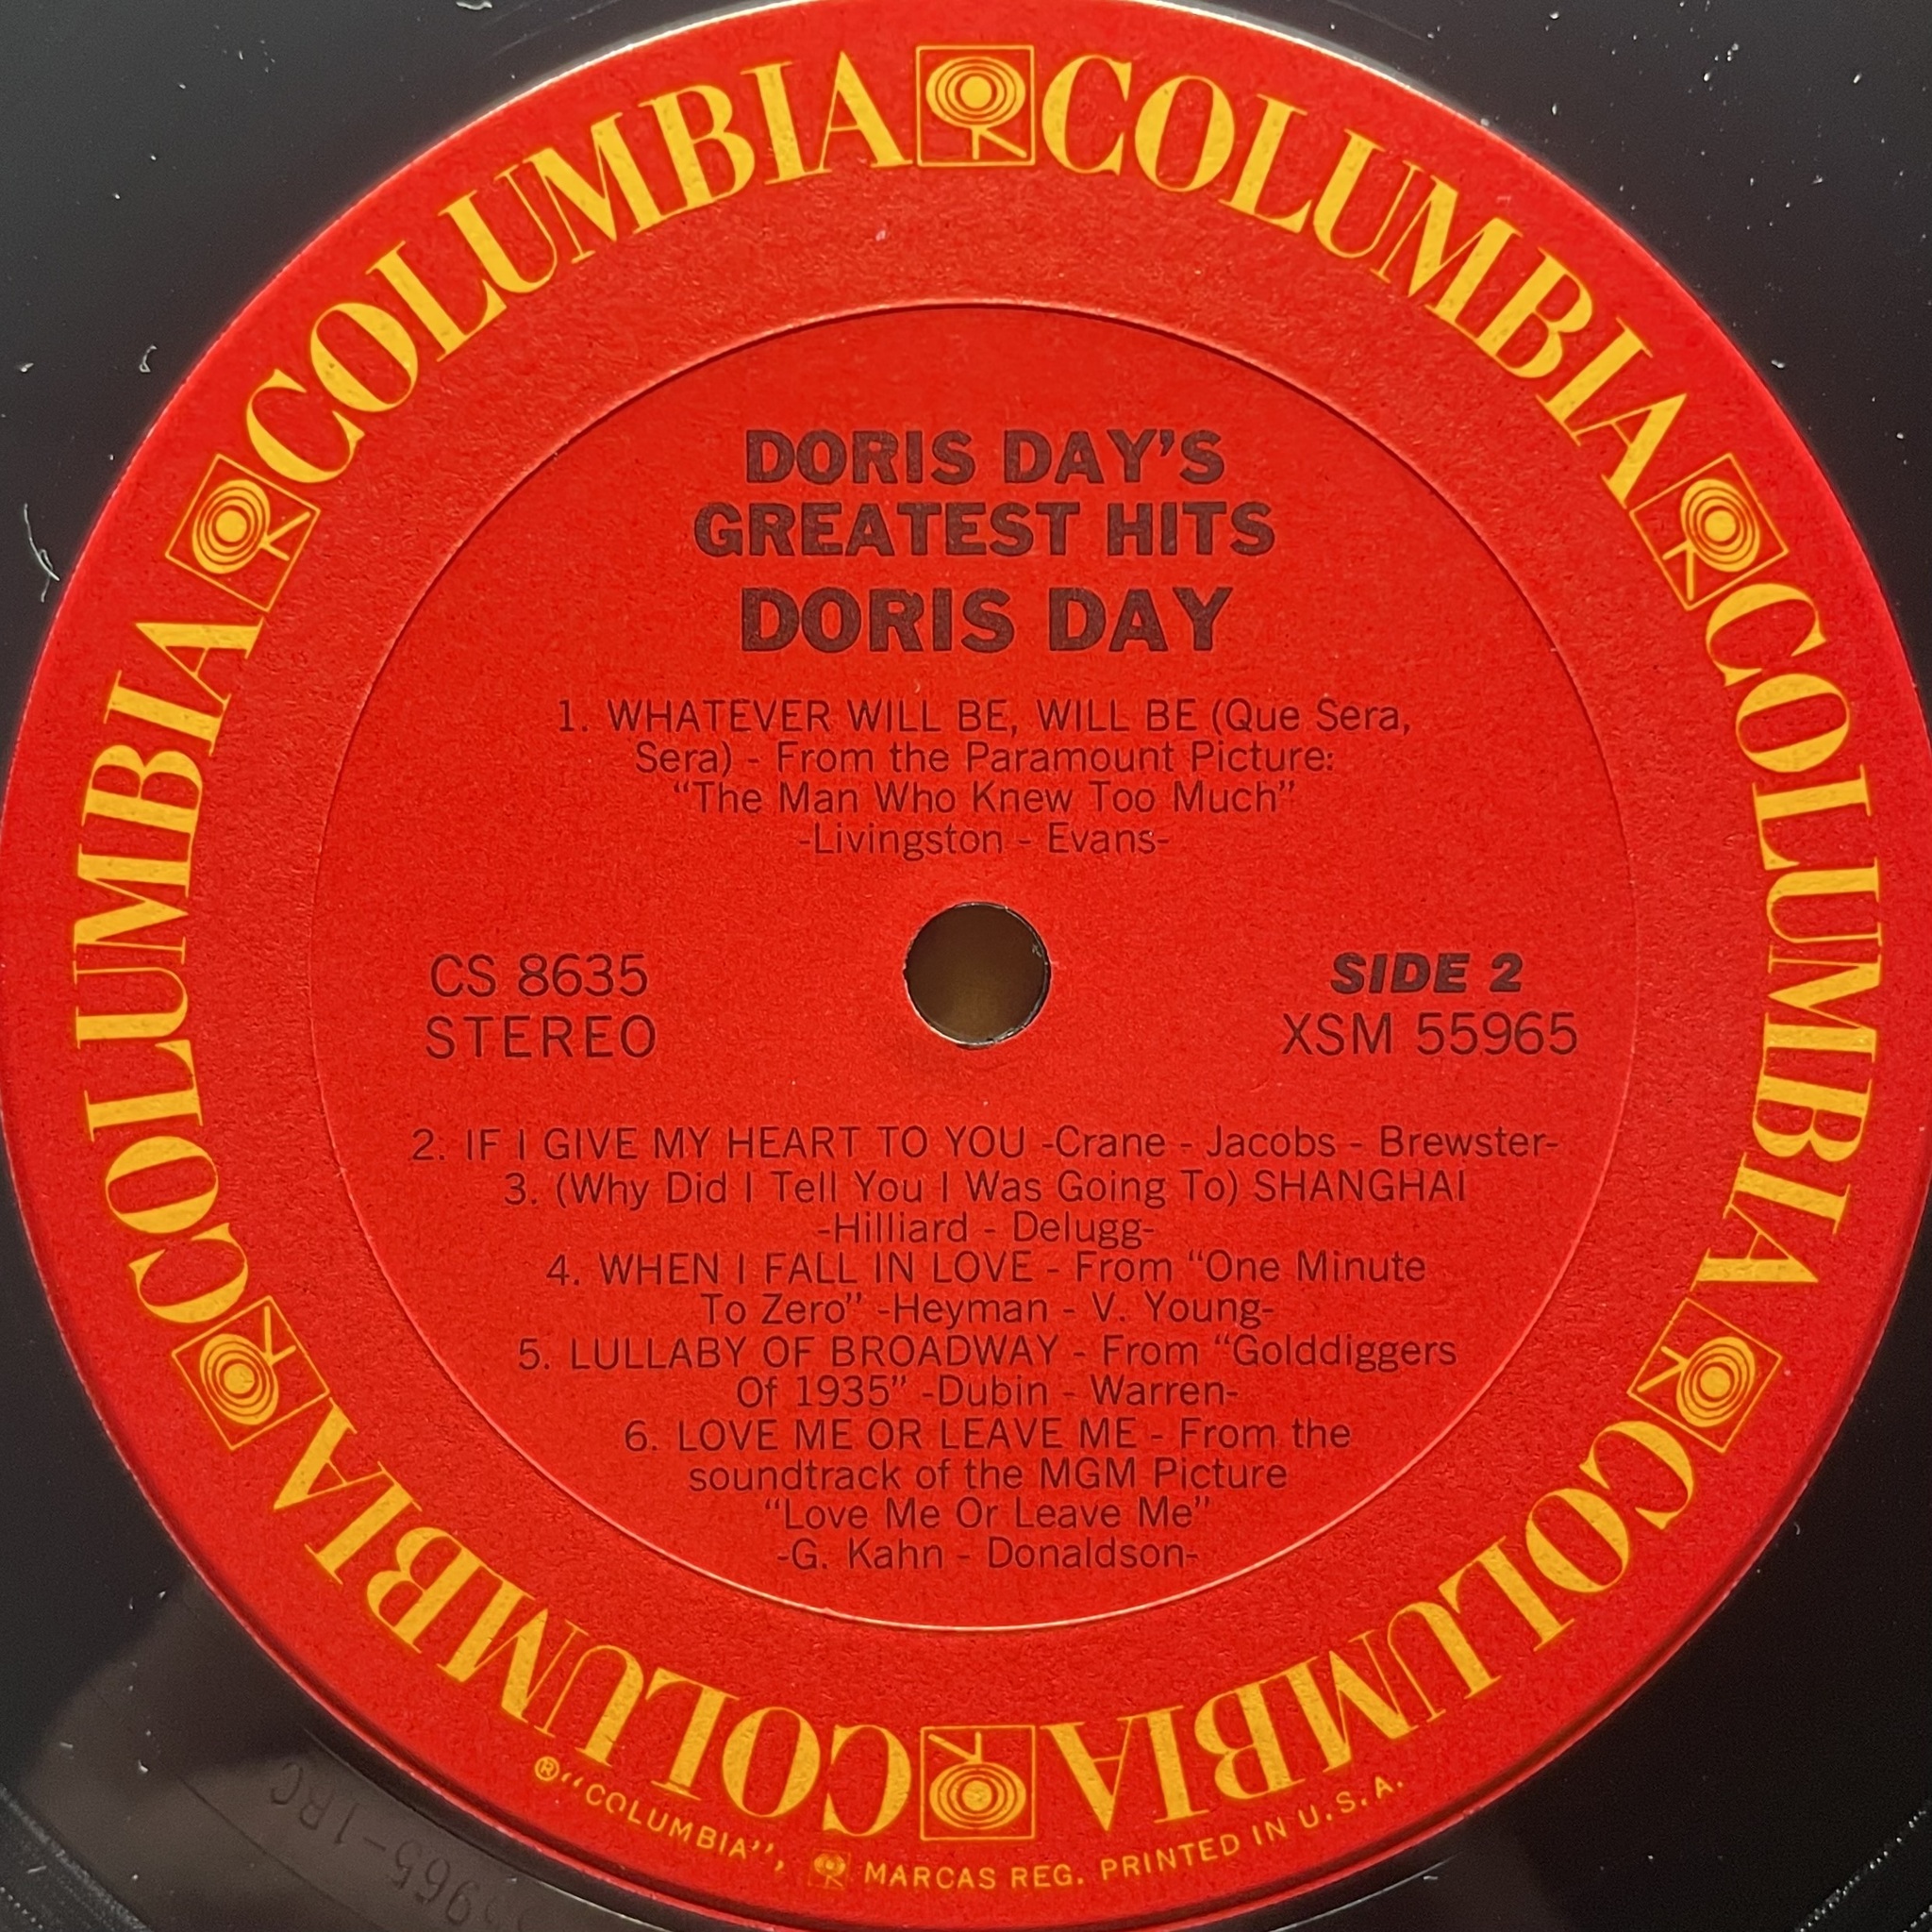 COLUMBIA COLUMBIA COLUMBIA COLUMBIA COLUMBIA COLUMBIA
DORIS DAY'S
GREATEST HITS
DORIS DAY
1. WHATEVER WILL BE, WILL BE (Que Sera,
Sera) - From the Paramount Picture:
“The Man Who Knew Too Much”
-Livingston - Evans-
CS 8635
STEREO
SIDE 2
XSM 55965
2. IF I GIVE MY HEART TO YOU -Crane - Jacobs - Brewster-
3. (Why Did I Tell You I Was Going To) SHANGHAI
-Hilliard - Delugg-
4. WHEN I FALL IN LOVE - From “One Minute
To Zero” -Heyman - V. Young-
5. LULLABY OF BROADWAY - From “Golddiggers
Of 1935” -Dubin - Warren-
6. LOVE ME OR LEAVE ME - From the
soundtrack of the MGM Picture
“Love Me Or Leave Me”
-G. Kahn - Donaldson-
®“COLUMBIA”, MARCAS REG. PRINTED IN U.S.A.